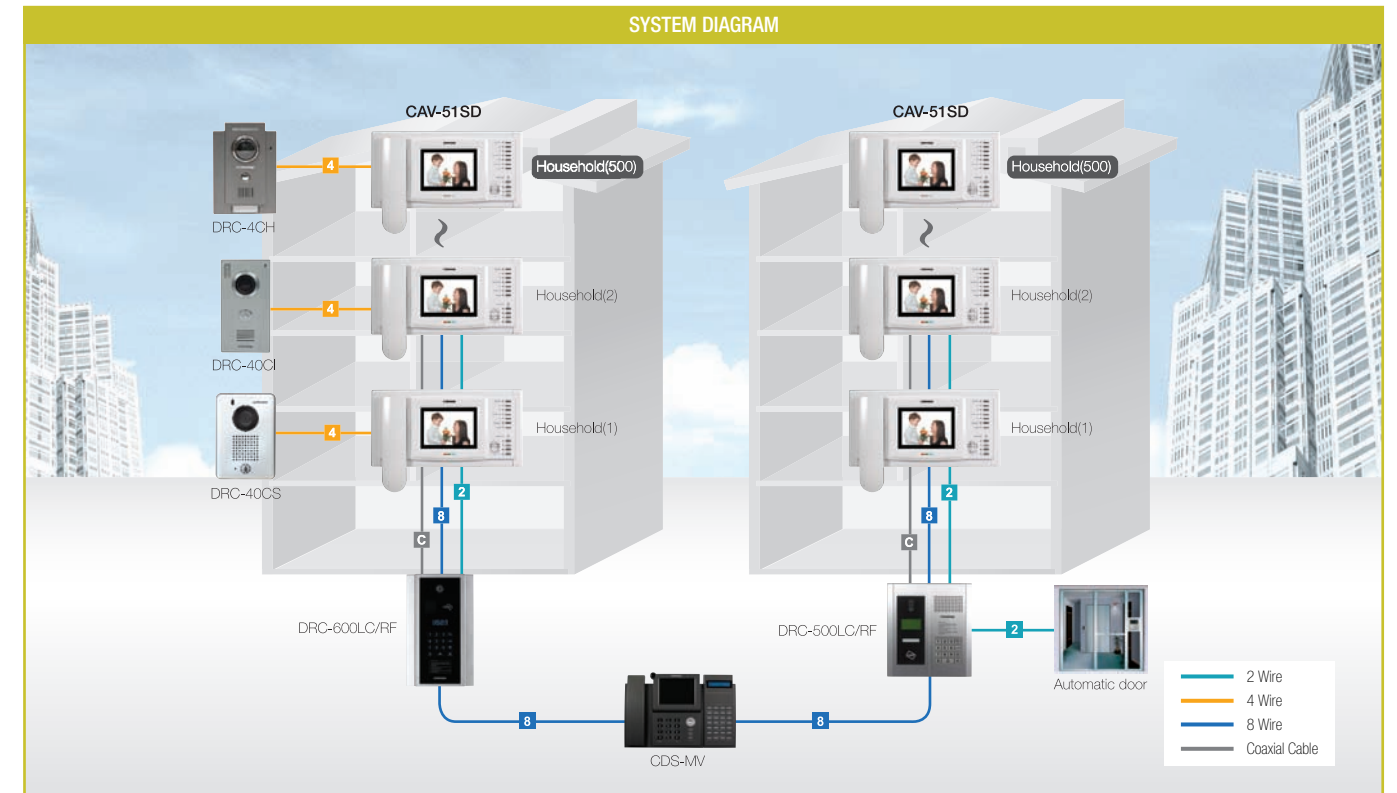 SYSTEM DIAGRAM
CAV-51SD
CAV-51SD
4
Household(500)
Household(500)
DRC-4CH
4
Household(2)
Household(2)
DRC-40CI
4
Household(1)
Household(1)
DRC-40CS
2
2
8
8
C
C
DRC-600LC/RF
DRC-500LC/RF
2
Automatic door
8
8
CDS-MV
2 Wire
4 Wire
8 Wire
Coaxial Cable